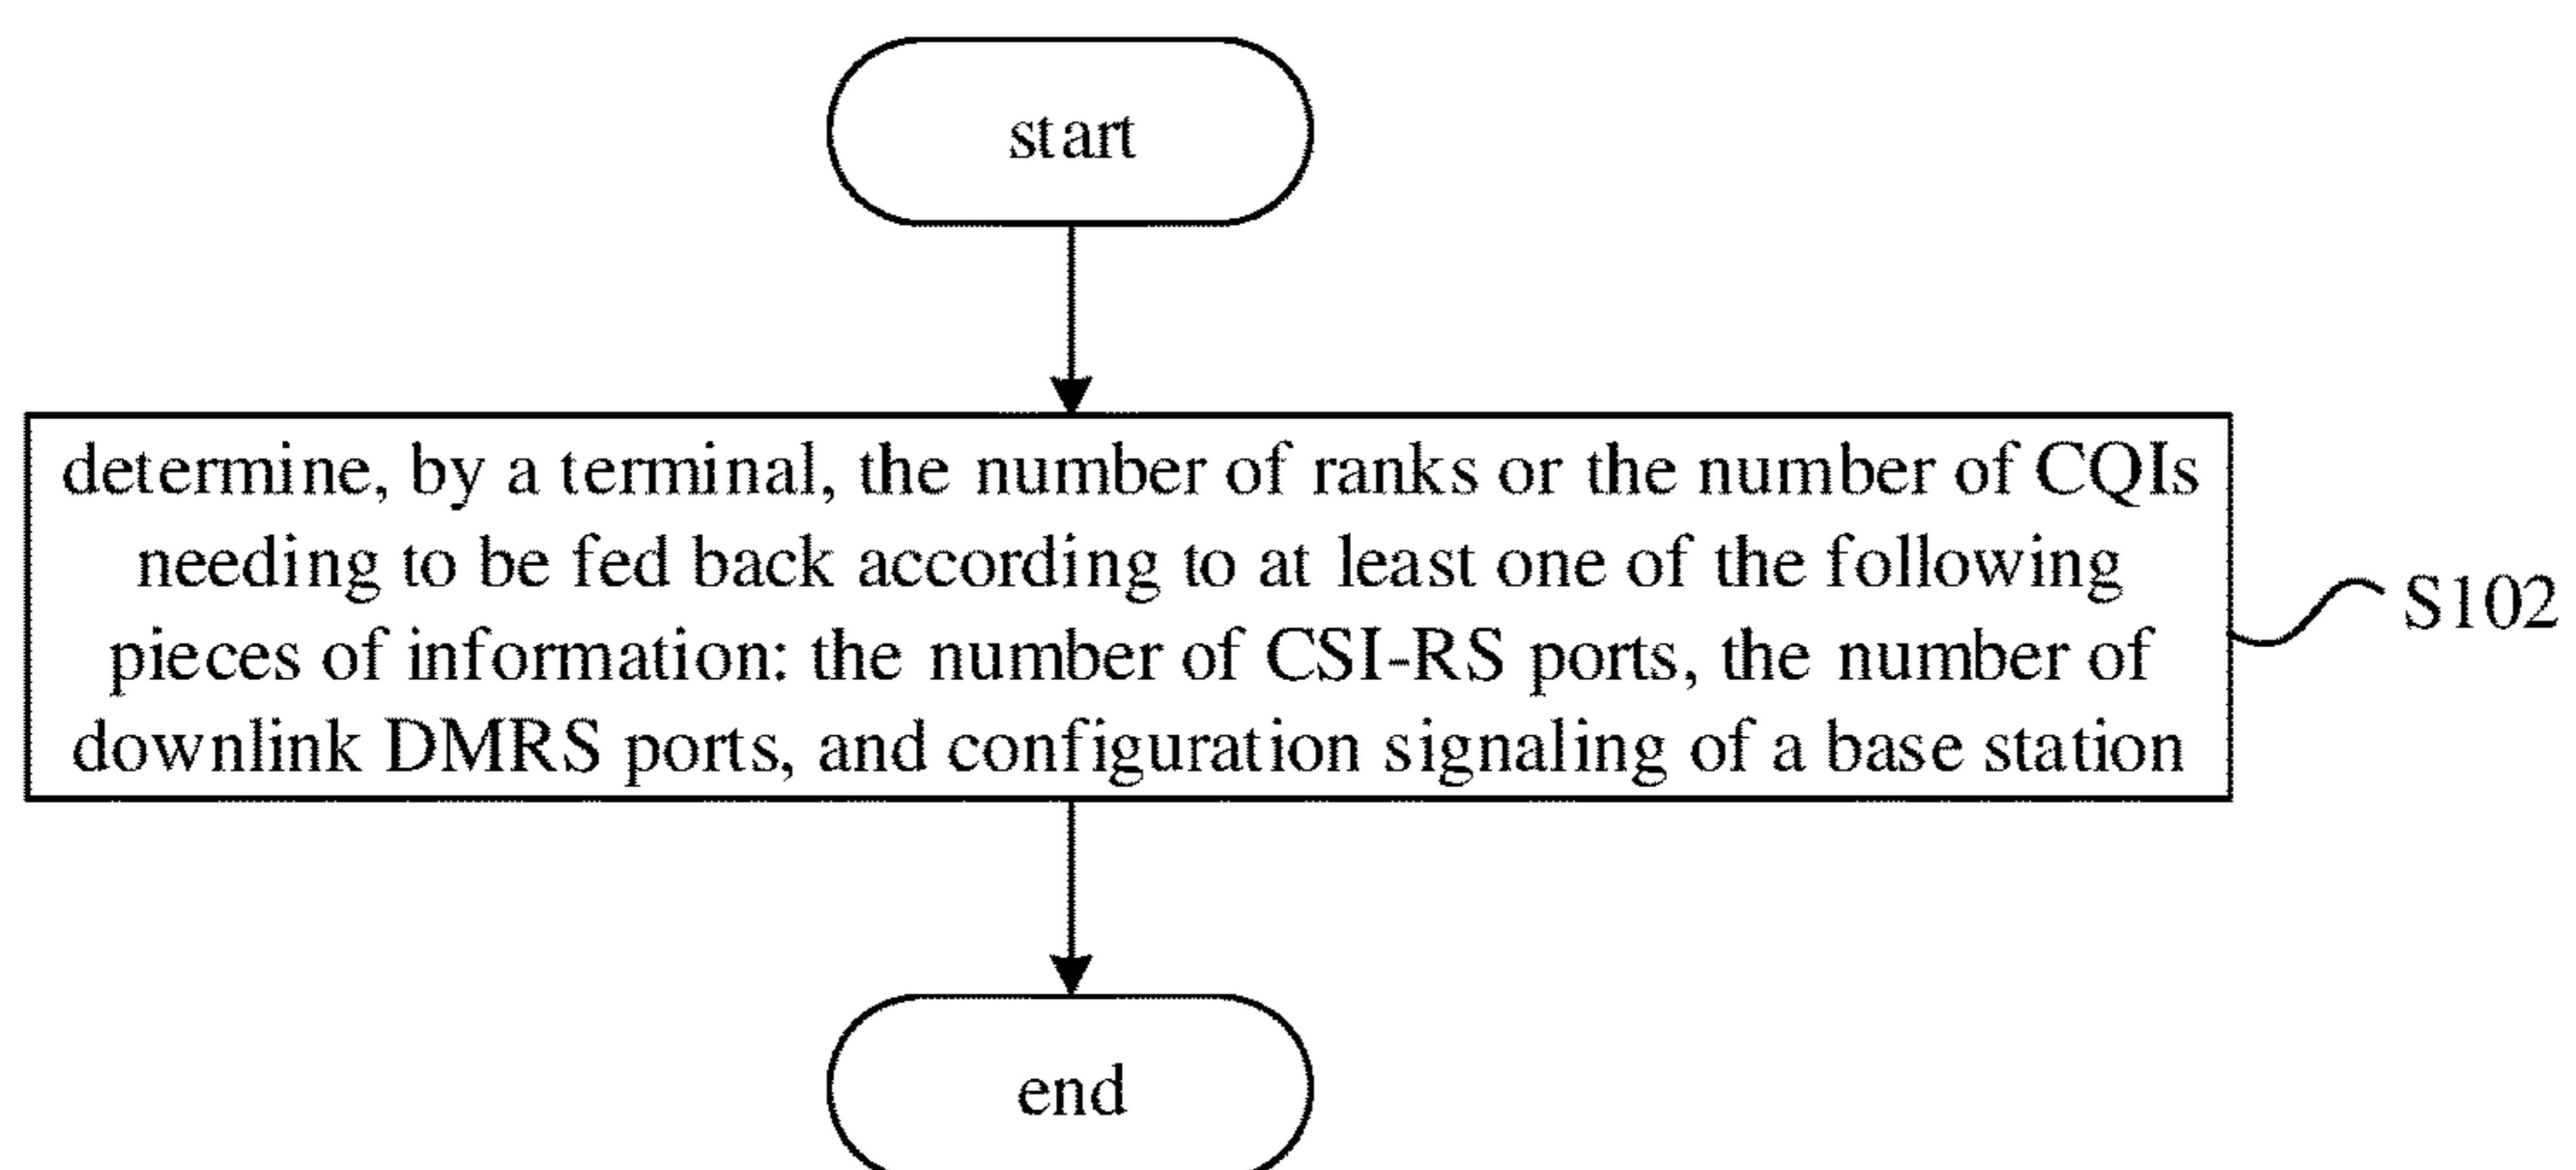 start
determine, by a terminal, the number of ranks or the number of CQIs
needing to be fed back according to at least one of the following
pieces of information: the number of CSI-RS ports, the number of
downlink DMRS ports, and configuration signaling of a base station
S102
end